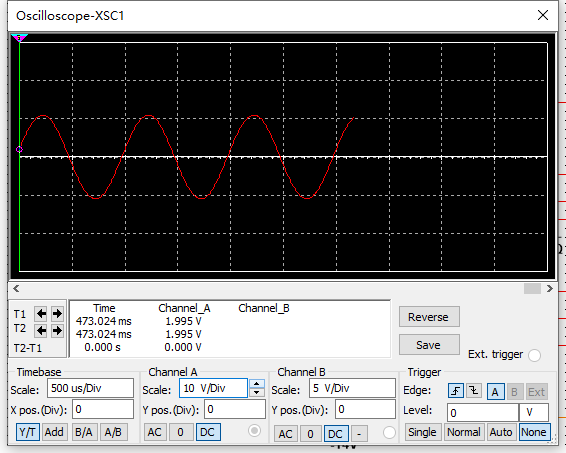 Oscilloscope-XSC1
Time Channel_A Channel_B
T1 473.024 ms 1.995 V
T2 473.024 ms 1.995 V
T2-T1 0.000 s 0.000 V
Reverse
Save
Ext. trigger
Timebase Channel A Channel B Trigger
Scale: 500 us/Div Scale: 10 V/Div Scale: 5 V/Div Edge: A B Ext
X pos.(Div): 0 Y pos.(Div): 0 Y pos.(Div): 0 Level: 0 V
Y/T Add B/A A/B AC 0 DC AC 0 DC - Single Normal Auto None